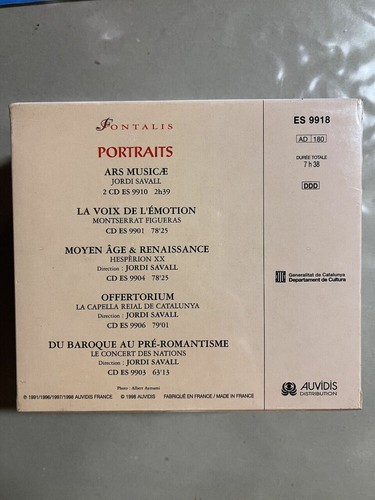 FONTALIS
PORTRAITS
ARS MUSICÆ
JORDI SAVALL
2 CD ES 9910 2h39
LA VOIX DE L'ÉMOTION
MONTSERRAT FIGUERAS
CD ES 9901 78'25
MOYEN ÂGE & RENAISSANCE
HESPÈRION XX
Direction : JORDI SAVALL
CD ES 9904 78'25
OFFERTORIUM
LA CAPELLA REIAL DE CATALUNYA
Direction : JORDI SAVALL
CD ES 9906 79'01
DU BAROQUE AU PRÉ-ROMANTISME
LE CONCERT DES NATIONS
Direction : JORDI SAVALL
CD ES 9903 63'13
Photo : Albert Aymami
℗ 1991/1996/1997/1998 AUVIDIS FRANCE © 1998 AUVIDIS FABRIQUÉ EN FRANCE / MADE IN FRANCE
ES 9918
AD 180
DURÉE TOTALE
7 h 38
DDD
Generalitat de Catalunya
Departament de Cultura
AUVIDIS
DISTRIBUTION